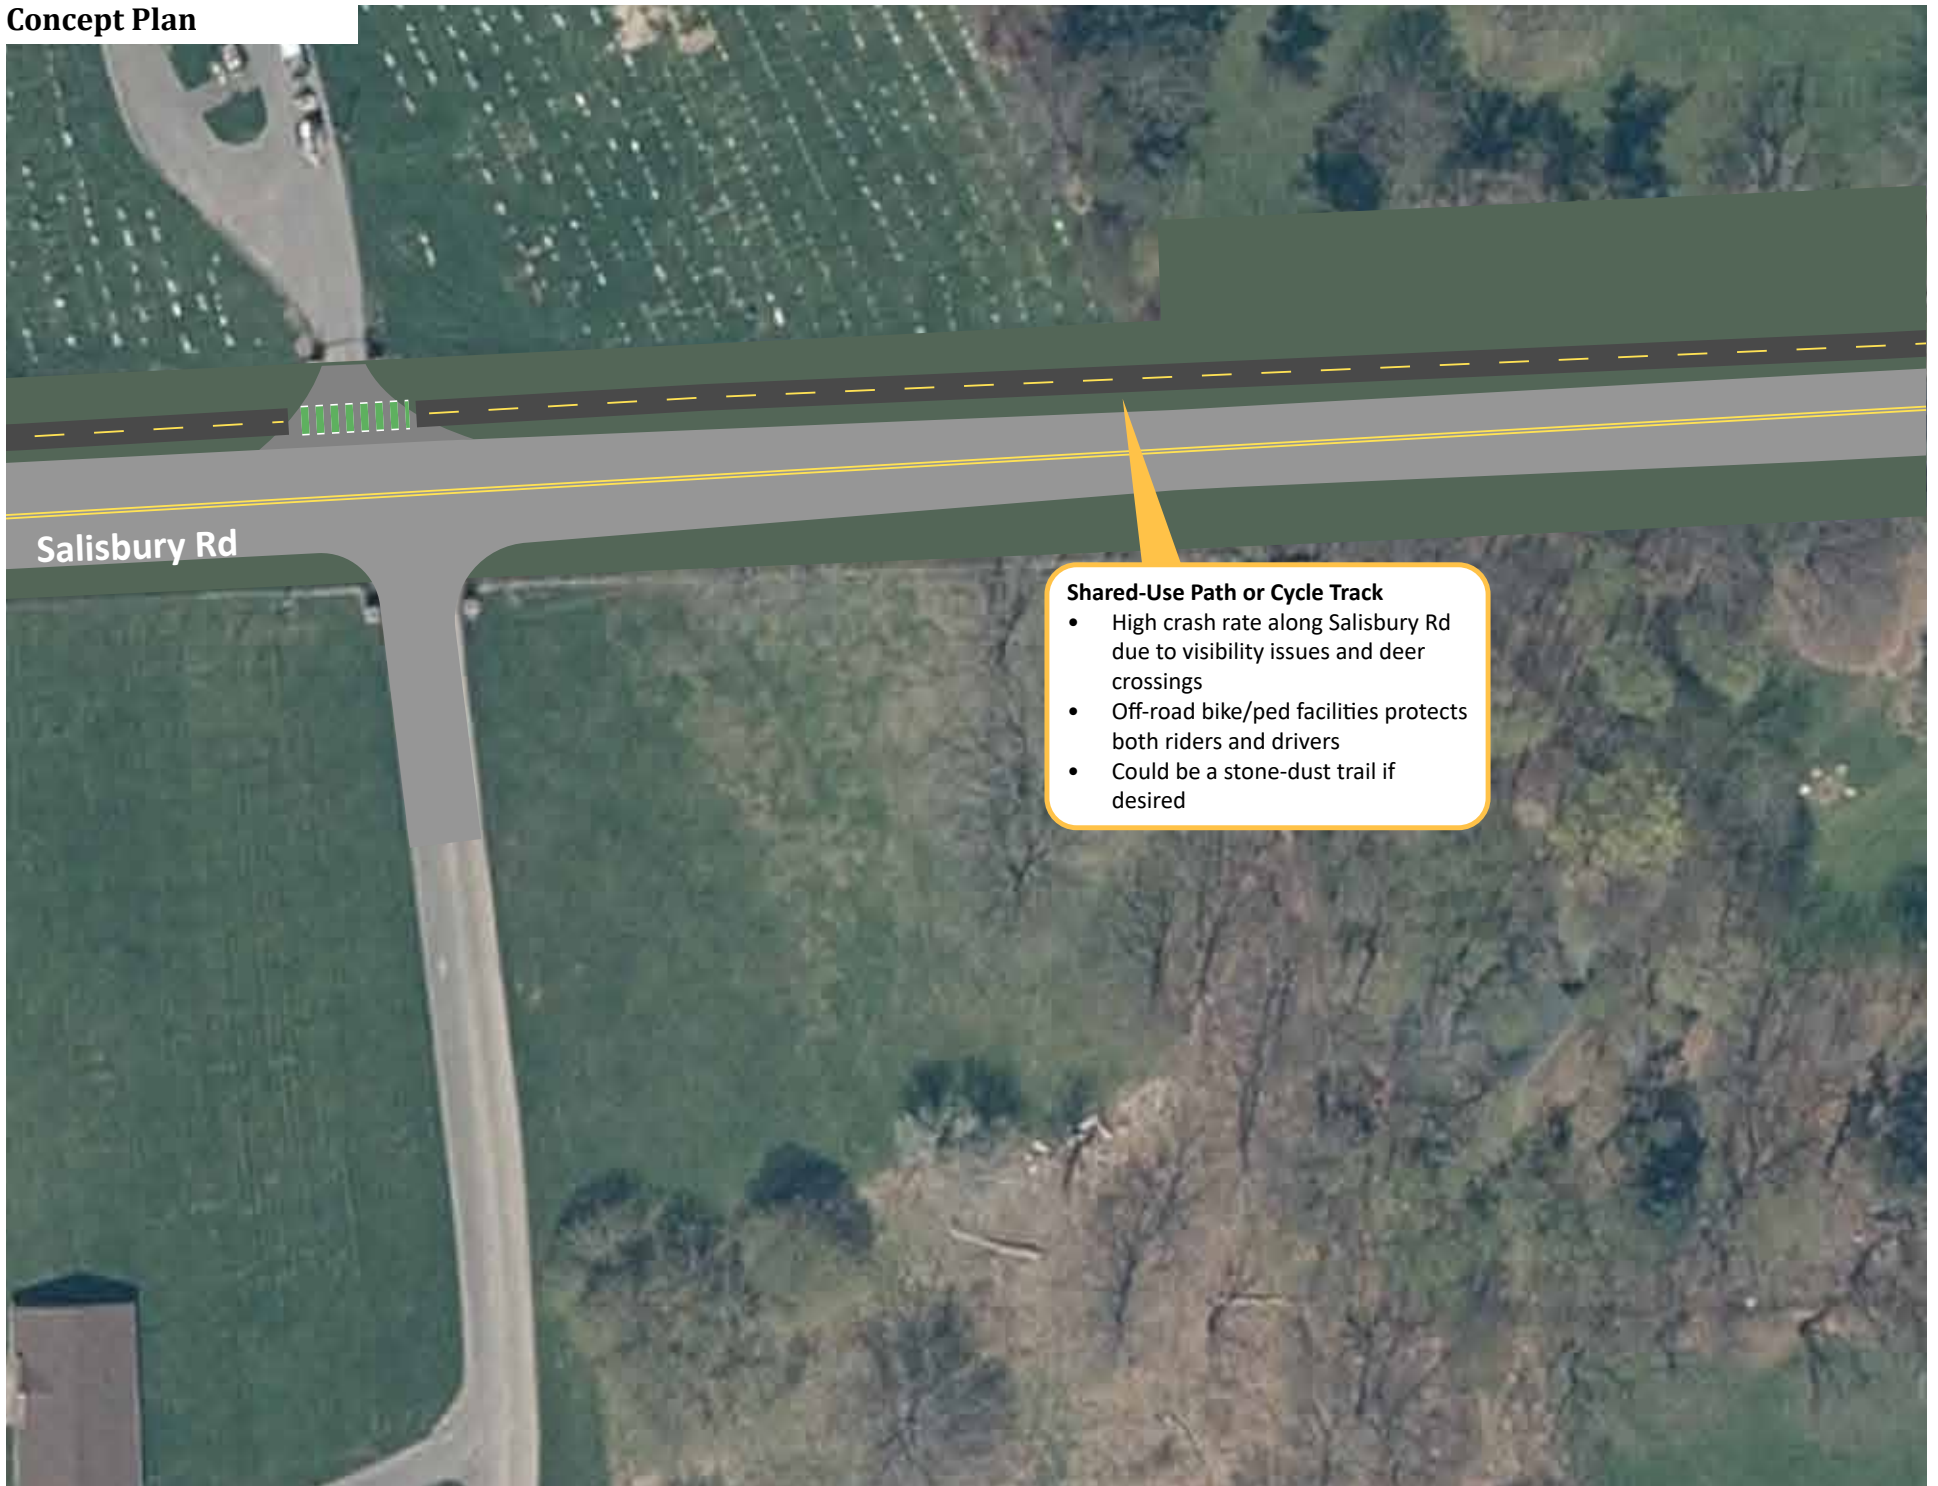 Concept Plan
Salisbury Rd
Shared-Use Path or Cycle Track
• High crash rate along Salisbury Rd
due to visibility issues and deer
crossings
• Off-road bike/ped facilities protects
both riders and drivers
• Could be a stone-dust trail if
desired